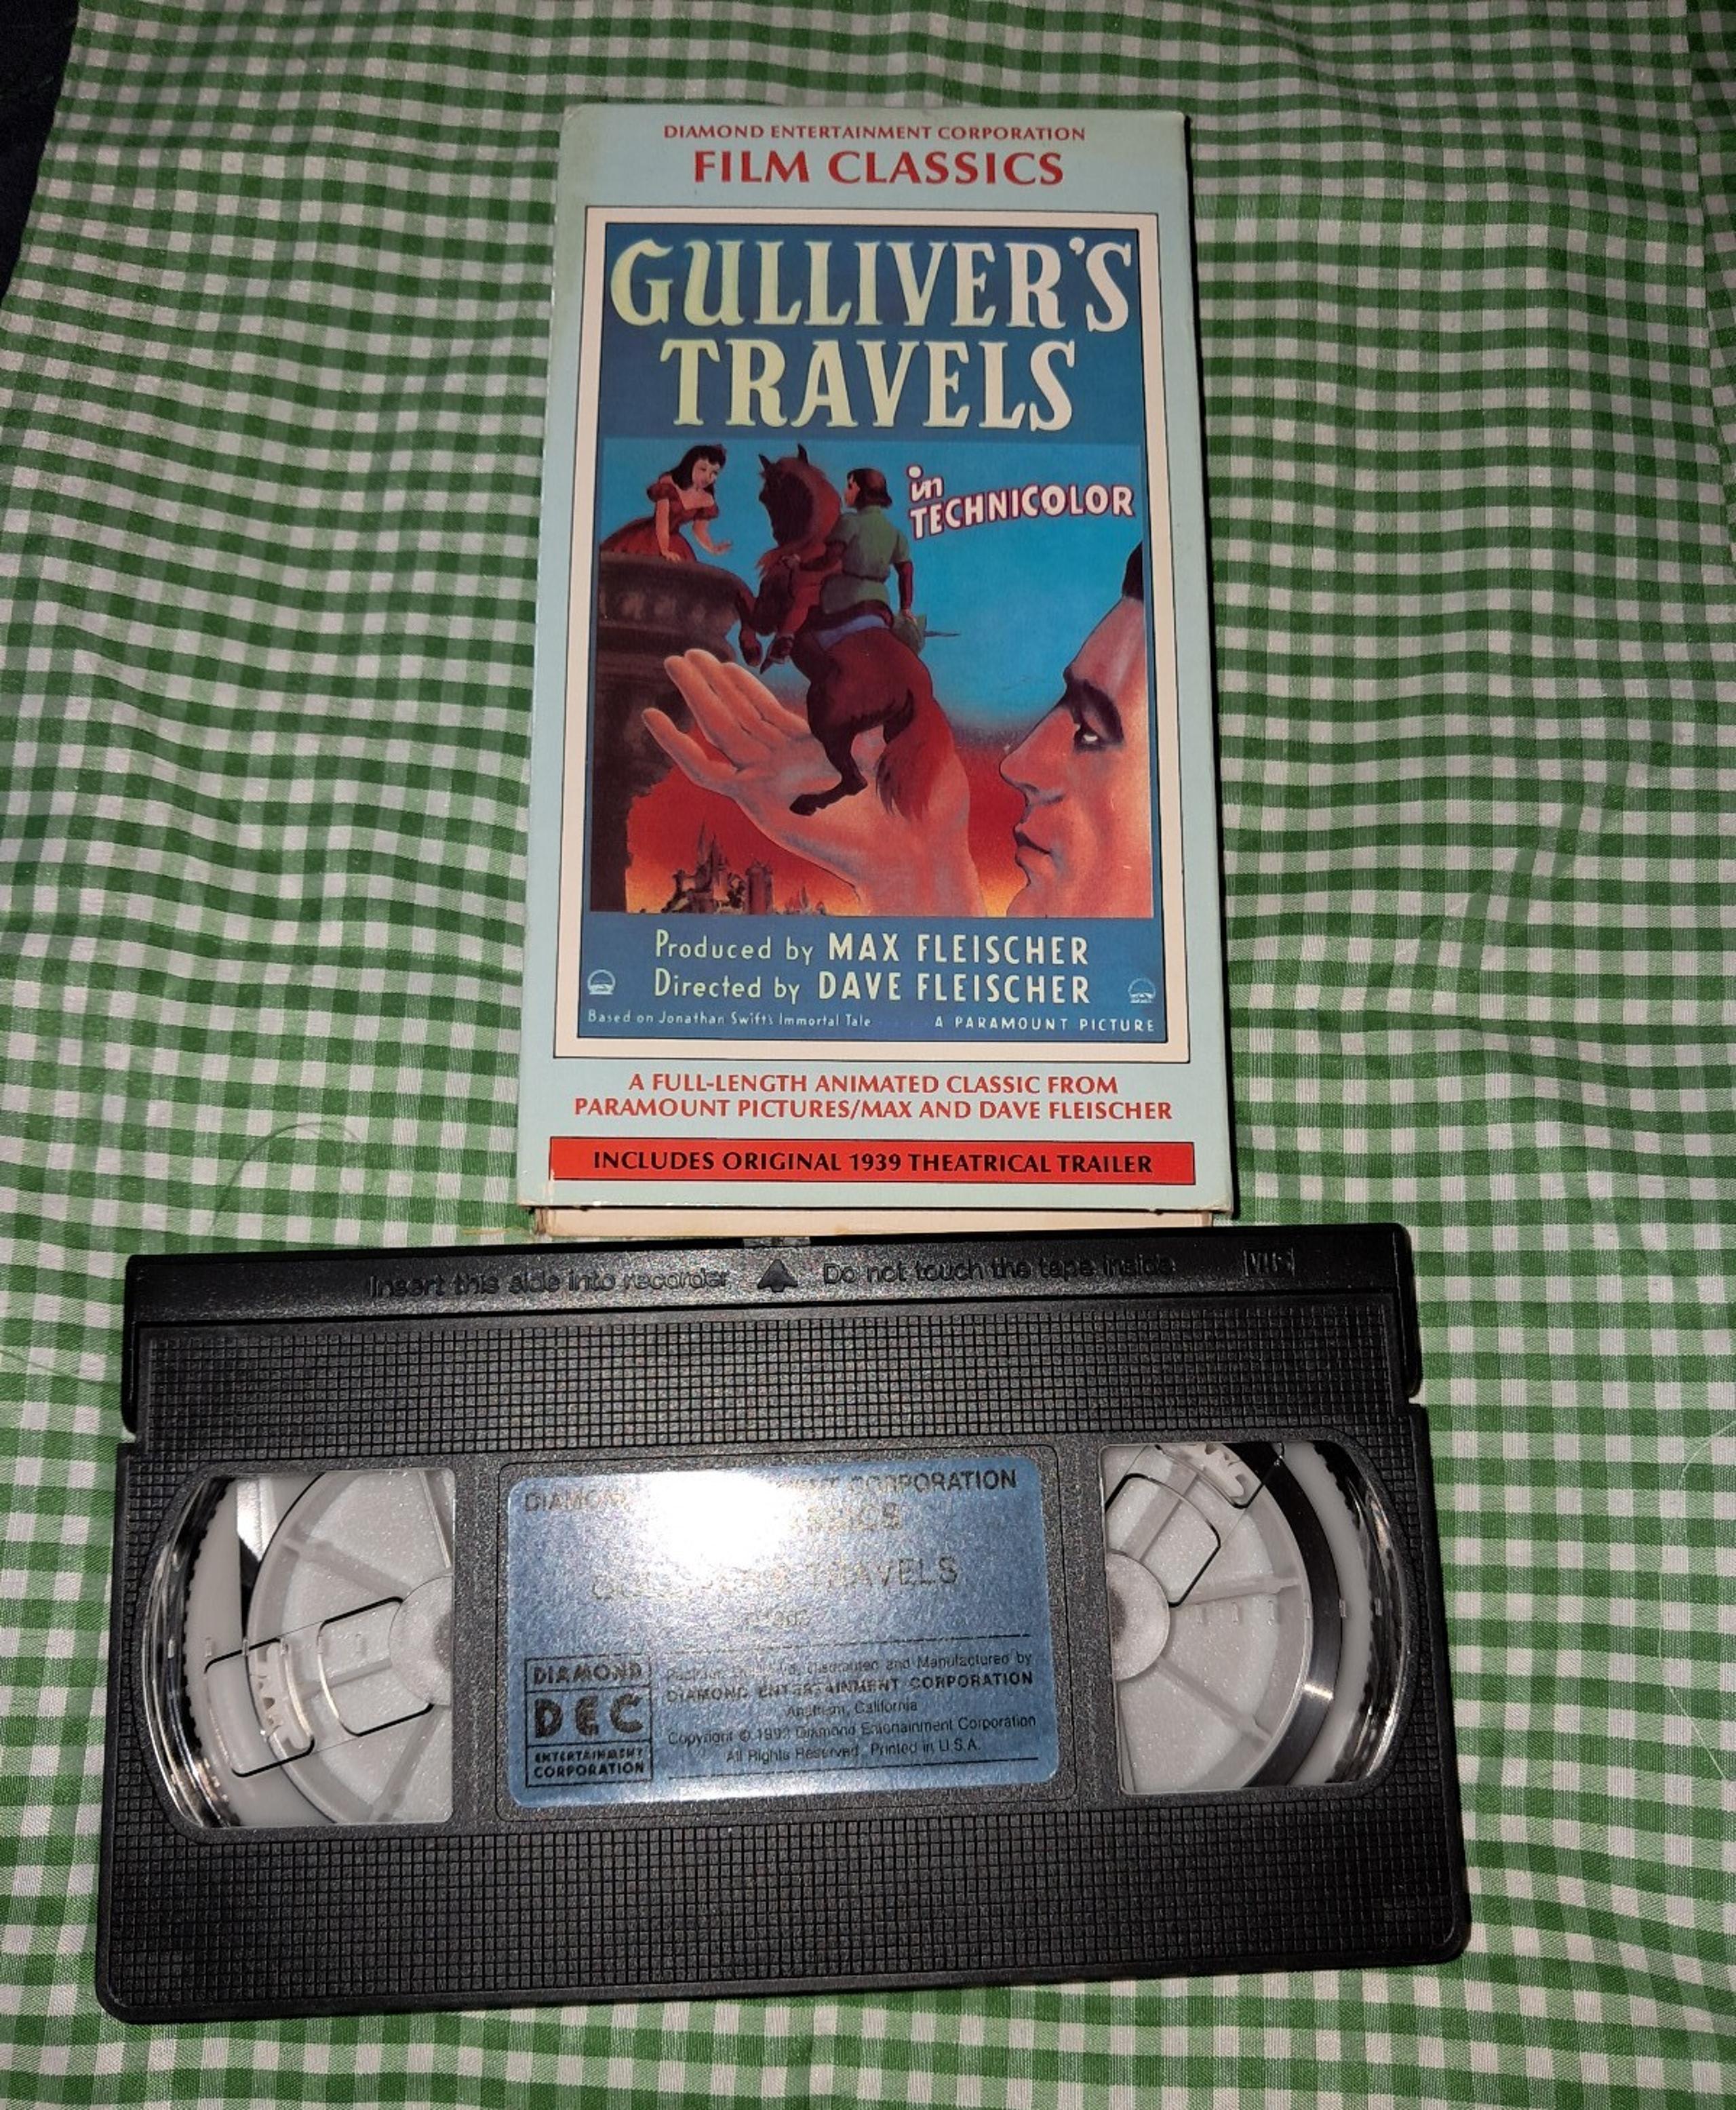 DIAMOND ENTERTAINMENT CORPORATION
FILM CLASSICS
GULLIVER'S
TRAVELS
in
TECHNICOLOR
Produced by MAX FLEISCHER
Directed by DAVE FLEISCHER
Based on Jonathan Swift's Immortal Tale A PARAMOUNT PICTURE
A FULL-LENGTH ANIMATED CLASSIC FROM
PARAMOUNT PICTURES/MAX AND DAVE FLEISCHER
INCLUDES ORIGINAL 1939 THEATRICAL TRAILER
Insert this side into recorder Do not touch the tape inside VHS
CORPORATION
TRAVELS
DIAMOND
DEC
ENTERTAINMENT
CORPORATION
and Manufactured by
DIAMOND ENTERTAINMENT CORPORATION
Anaheim, California
Copyright © Diamond Entertainment Corporation
All Rights Reserved Printed in U.S.A.